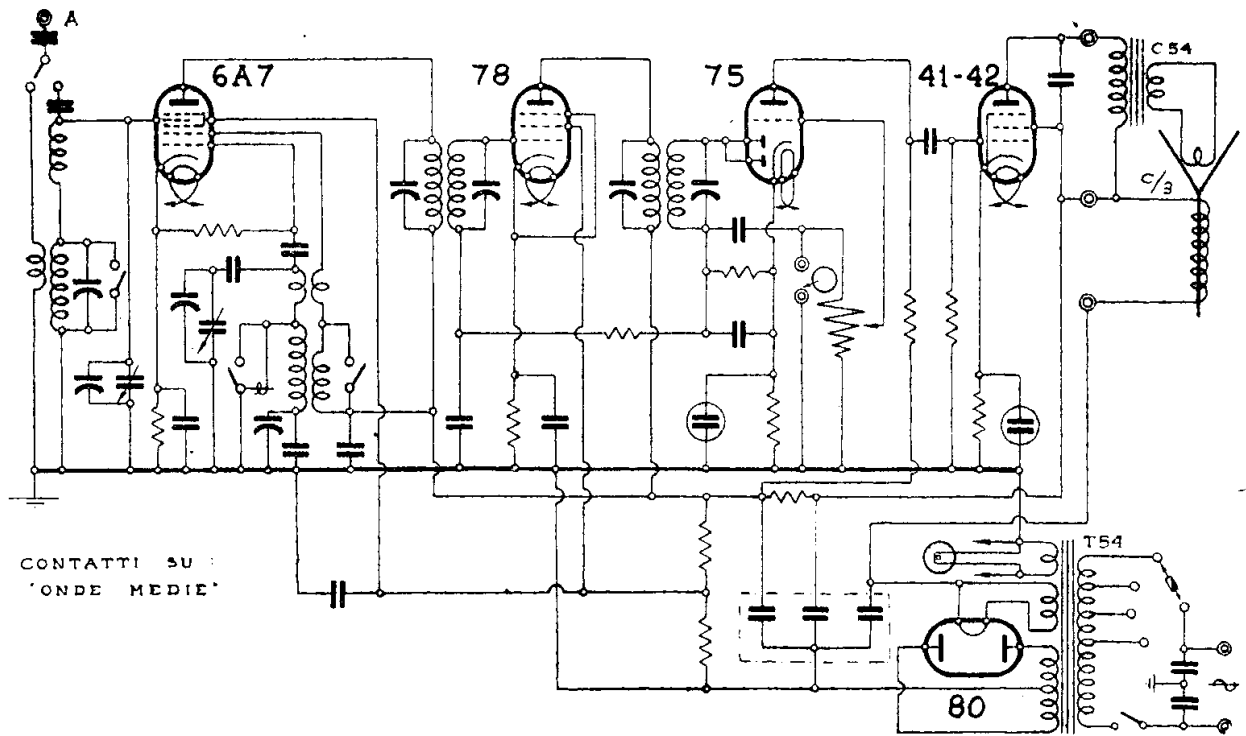 A
6A7
78
75
41-42
C54
C/3
T54
CONTATTI SU :
"ONDE MEDIE"
80